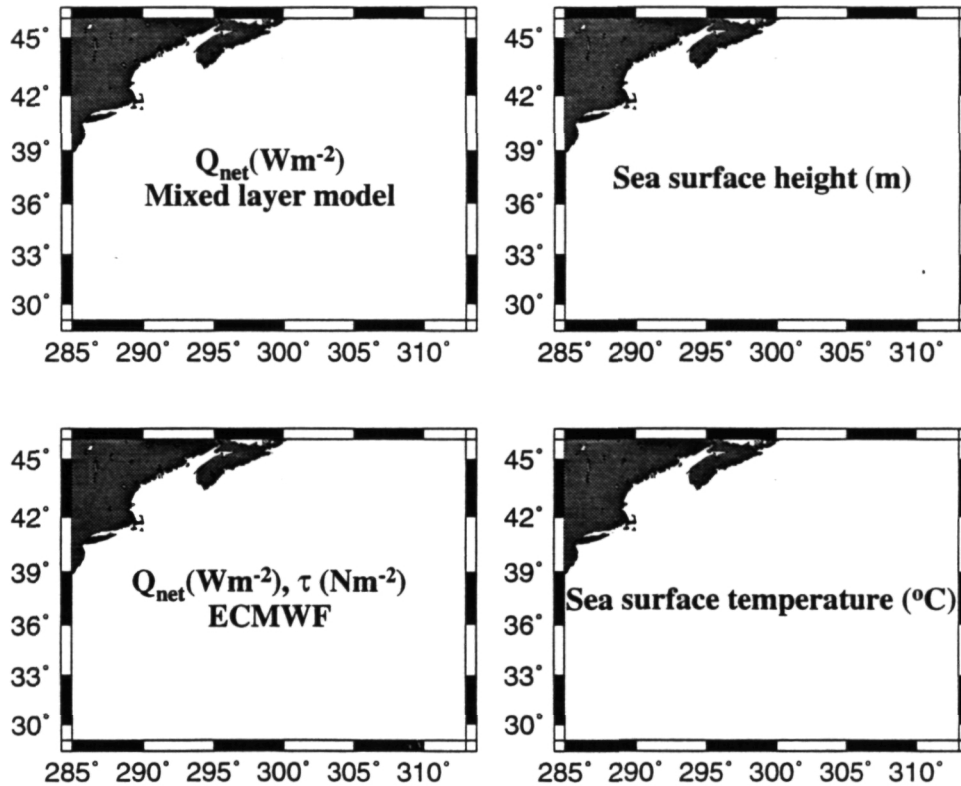 45°
42°
39°
36°
33°
30°
285° 290° 295° 300° 305° 310°
Q_net(Wm⁻²)
Mixed layer model
45°
42°
39°
36°
33°
30°
285° 290° 295° 300° 305° 310°
Sea surface height (m)
45°
42°
39°
36°
33°
30°
285° 290° 295° 300° 305° 310°
Q_net(Wm⁻²), τ (Nm⁻²)
ECMWF
45°
42°
39°
36°
33°
30°
285° 290° 295° 300° 305° 310°
Sea surface temperature (°C)